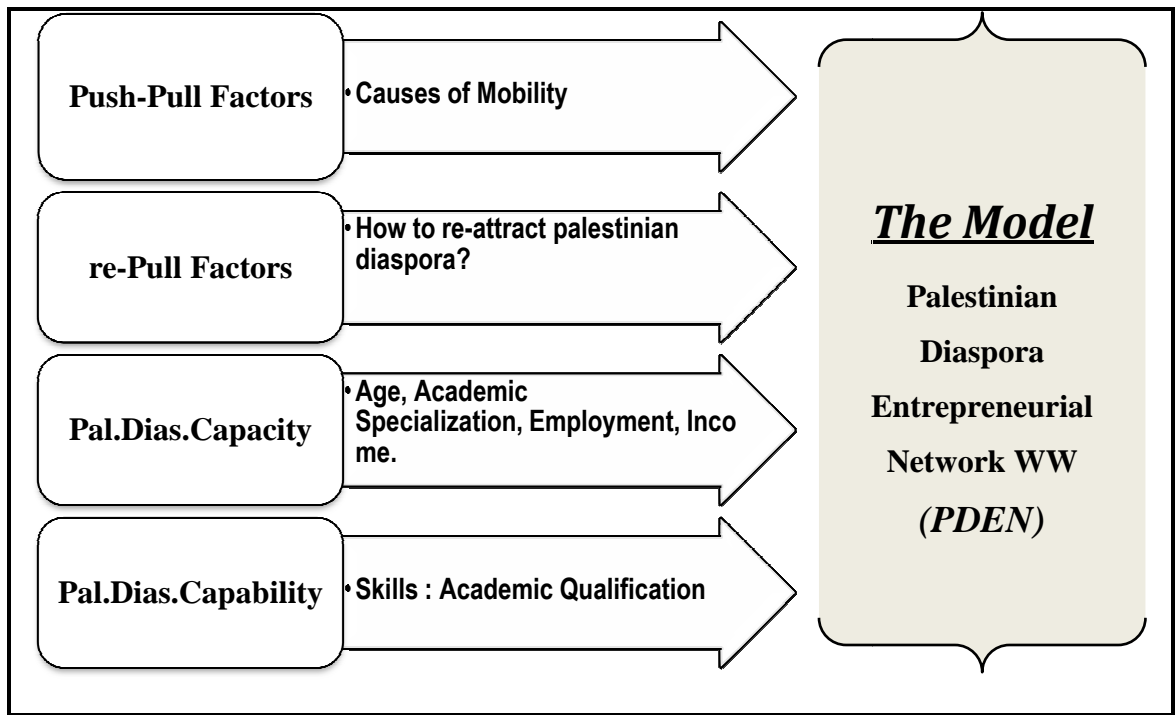 Push-Pull Factors
• Causes of Mobility
re-Pull Factors
• How to re-attract palestinian
diaspora?
Pal.Dias.Capacity
• Age, Academic
Specialization, Employment, Inco
me.
Pal.Dias.Capability
• Skills : Academic Qualification
The Model
Palestinian
Diaspora
Entrepreneurial
Network WW
(PDEN)